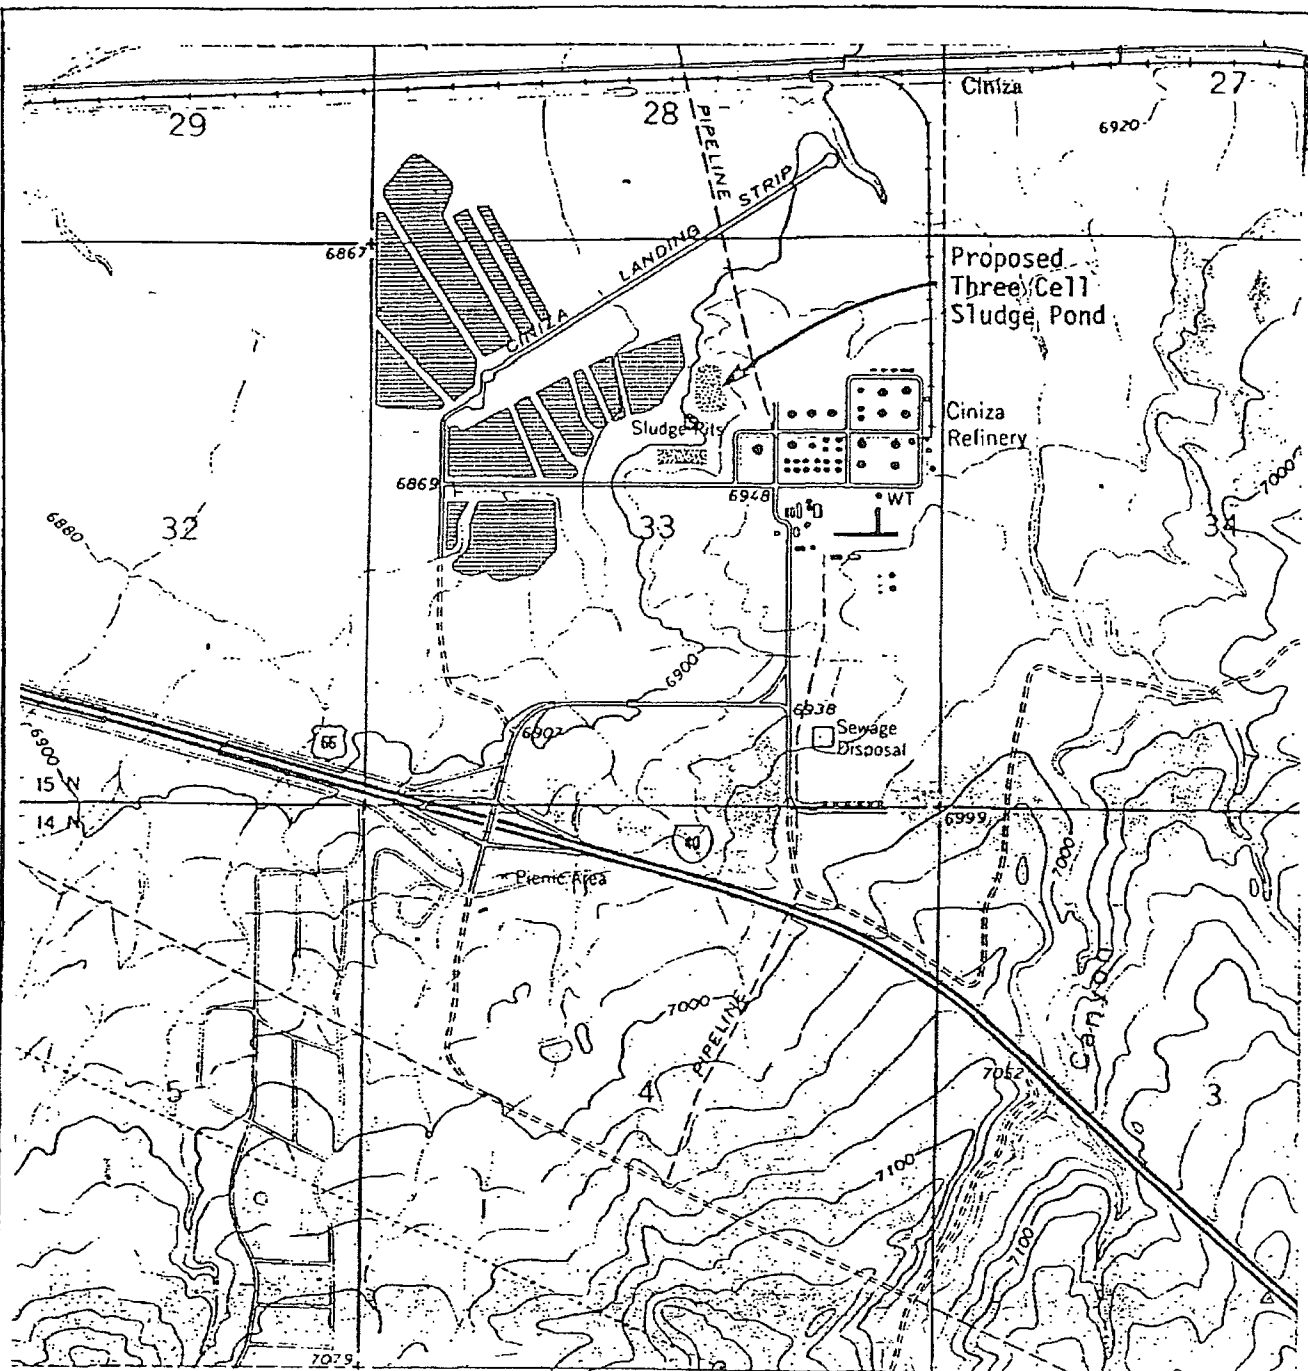 Ciniza
27
29
28
6920
PIPELINE
STRIP
LANDING
CINIZA
6867
Proposed
Three Cell
Sludge Pond
Ciniza
Refinery
Sludge Pits
6869
6948
WT
7000
6880
32
33
34
6900
6938
6907
Sewage
Disposal
66
6900
15 N
14 N
6999
40
7000
Picnic Area
Canyon
7000
PIPELINE
7052
5
4
3
7100
7100
7079